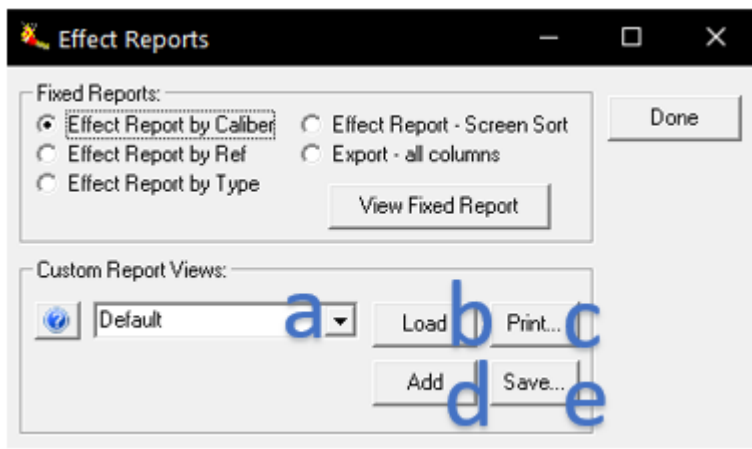 Effect Reports
Fixed Reports:
Effect Report by Caliber Effect Report - Screen Sort
Effect Report by Ref Export - all columns
Effect Report by Type
View Fixed Report
Done
Custom Report Views:
Default a Load b Print... c
Add d Save... e